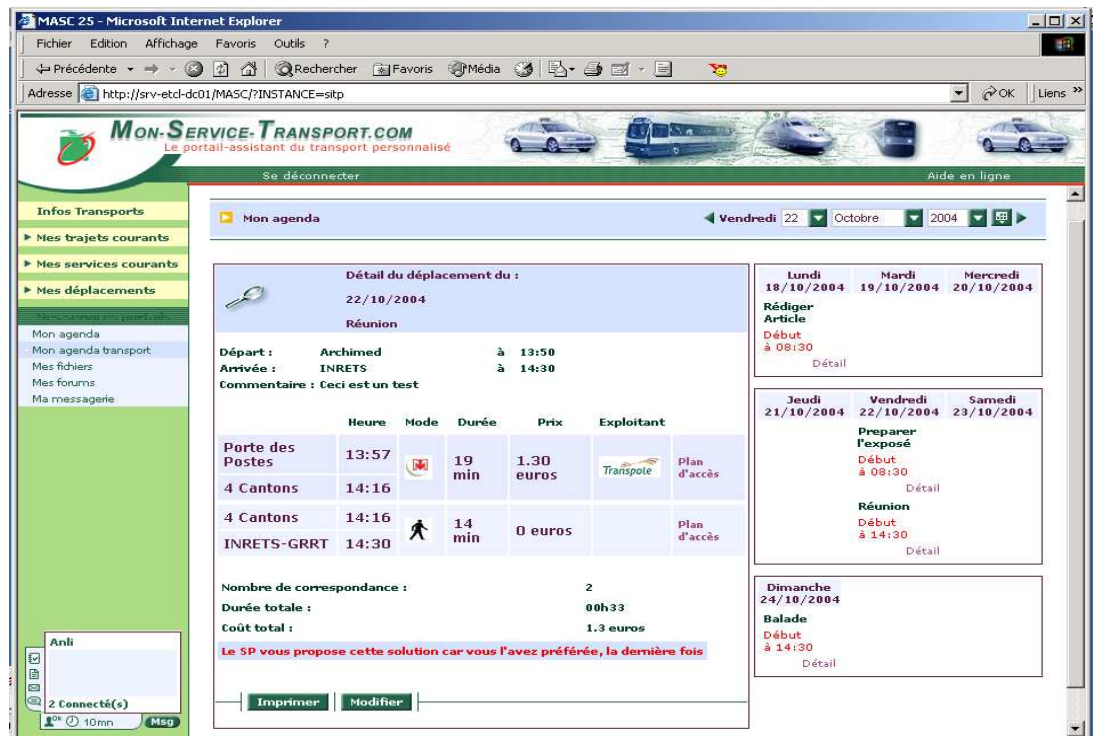 MASC 25 - Microsoft Internet Explorer
Fichier Edition Affichage Favoris Outils ?
Précédente Rechercher Favoris Média
Adresse http://srv-etcl-dc01/MASC/?INSTANCE=sitp OK Liens »
MON-SERVICE-TRANSPORT.COM
Le portail-assistant du transport personnalisé
Se déconnecter Aide en ligne
Infos Transports
Mes trajets courants
Mes services courants
Mes déplacements
Mon agenda
Mon agenda transport
Mes fichiers
Mes forums
Ma messagerie
Anli
2 Connecté(s)
OK 10mn Msg
Mon agenda
Vendredi 22 Octobre 2004
Détail du déplacement du :
22/10/2004
Réunion
Départ : Archimed à 13:50
Arrivée : INRETS à 14:30
Commentaire : Ceci est un test
Heure Mode Durée Prix Exploitant
Porte des Postes 13:57 19 min 1.30 euros Transpole Plan d'accès
4 Cantons 14:16
4 Cantons 14:16 14 min 0 euros Plan d'accès
INRETS-GRRT 14:30
Nombre de correspondance : 2
Durée totale : 00h33
Coût total : 1.3 euros
Le SP vous propose cette solution car vous l'avez préférée, la dernière fois
Imprimer Modifier
Lundi Mardi Mercredi
18/10/2004 19/10/2004 20/10/2004
Rédiger
Article
Début
à 08:30
Détail
Jeudi Vendredi Samedi
21/10/2004 22/10/2004 23/10/2004
Preparer
l'exposé
Début
à 08:30
Détail
Réunion
Début
à 14:30
Détail
Dimanche
24/10/2004
Balade
Début
à 14:30
Détail